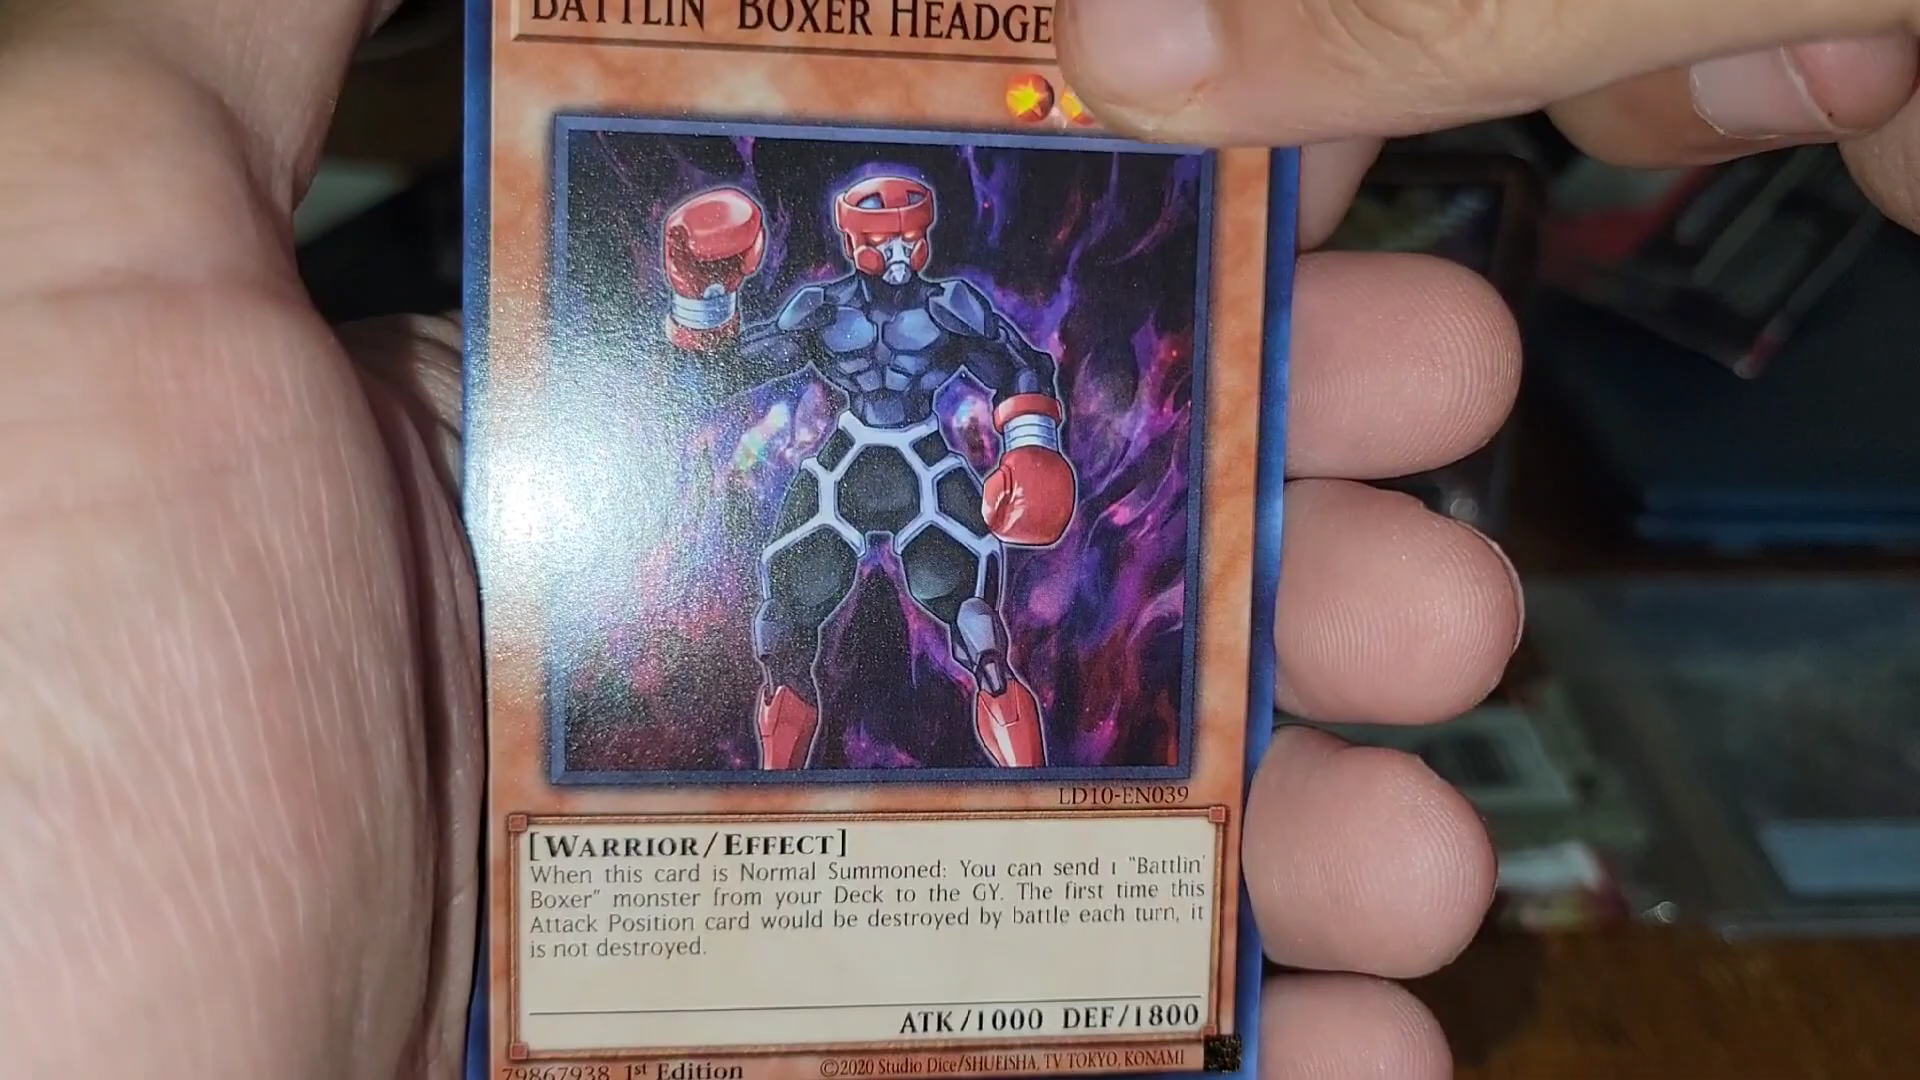 BATTLIN' BOXER HEADGE
LD10-EN039
[WARRIOR/EFFECT]
When this card is Normal Summoned: You can send 1 "Battlin'
Boxer" monster from your Deck to the GY. The first time this
Attack Position card would be destroyed by battle each turn, it
is not destroyed.
ATK/1000 DEF/1800
79867938 1st Edition
©2020 Studio Dice/SHUEISHA, TV TOKYO, KONAMI